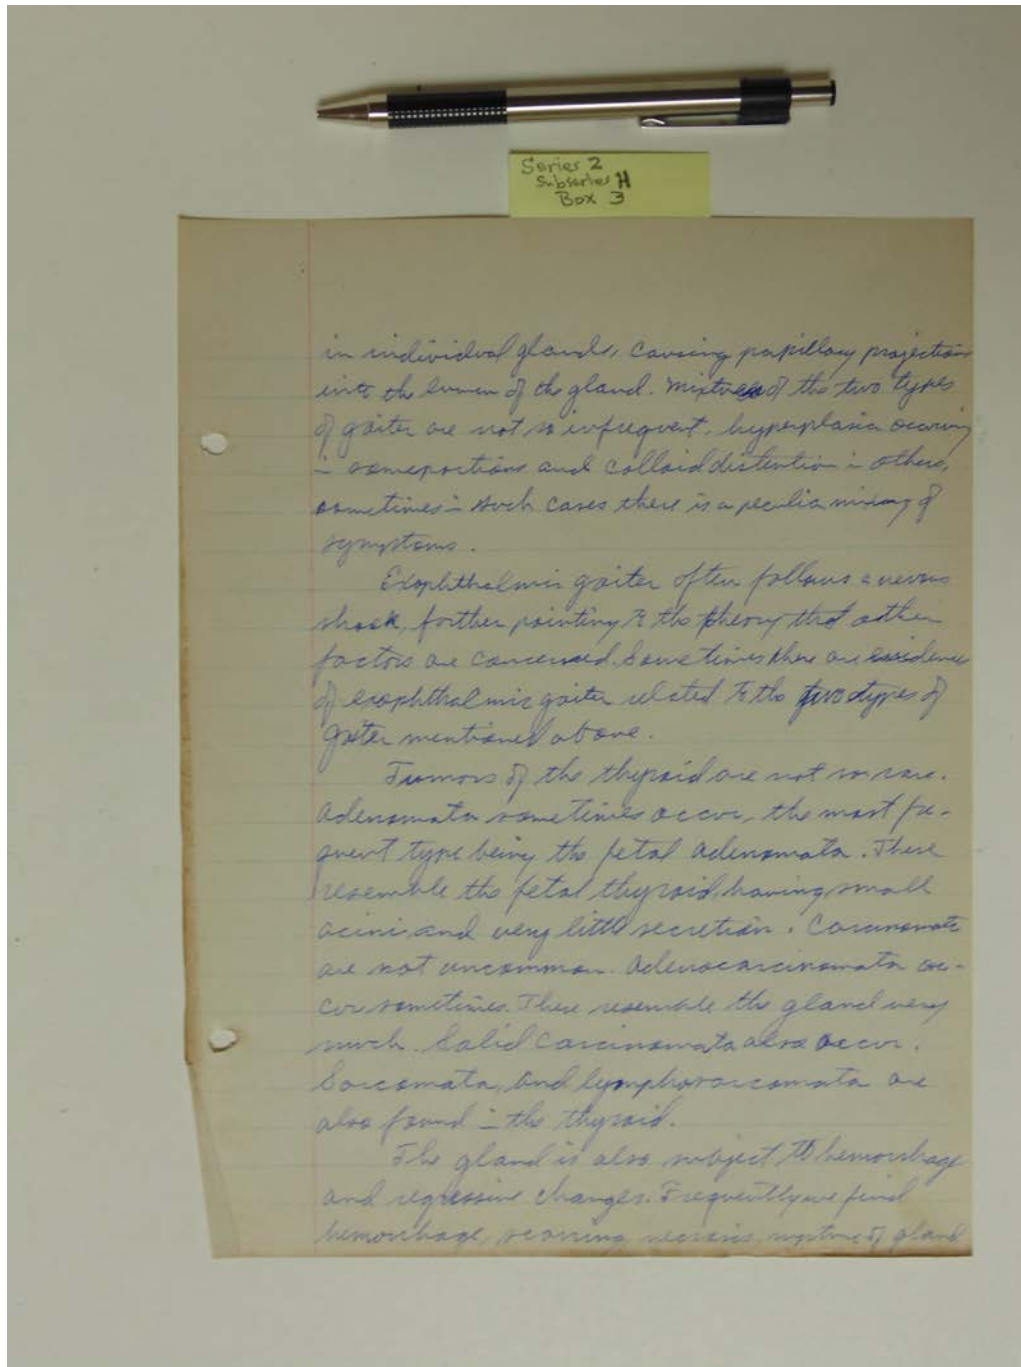 Series 2
Subseries H
Box 3
in individual glands, causing papillary projections
into the lumen of the gland. Mixtures of the two types
of goiter are not so infrequent, hyperplasia occuring
in some portions and colloid distention in others,
sometimes in such cases there is a peculiar mixing of
symptoms.
Exophthalmic goiter often follows a nervous
shock, further pointing to the theory that other
factors are concerned. Sometimes there are evidences
of exophthalmic goiter related to the two types of
goiter mentioned above.
Tumors of the thyroid are not so rare.
Adenomata sometimes occur, the most fre-
quent type being the fetal adenomata. These
resemble the fetal thyroid, having small
acini and very little secretion. Carcinomata
are not uncommon. Adenocarcinomata oc-
cur sometimes. These resemble the gland very
much. Solid carcinomata also occur.
Sarcomata, and lymphosarcomata are
also found in the thyroid.
The gland is also subject to hemorrhage
and regressive changes. Frequently we find
hemorrhage, scarring, necrosis, rupture of gland